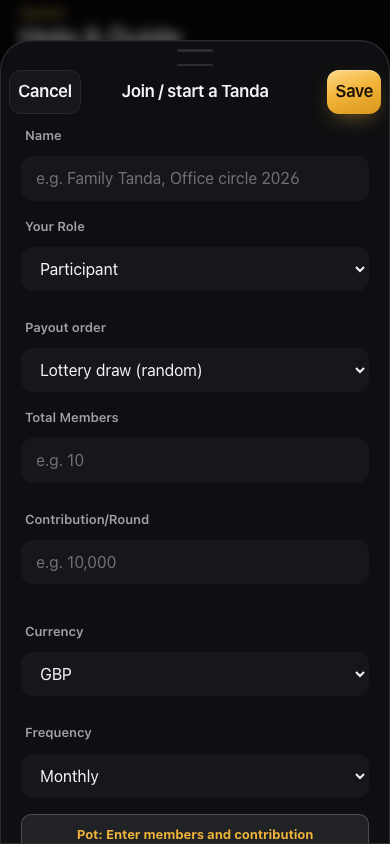 Cancel
Join / start a Tanda
Save
Name
e.g. Family Tanda, Office circle 2026
Your Role
Participant
Payout order
Lottery draw (random)
Total Members
e.g. 10
Contribution/Round
e.g. 10,000
Currency
GBP
Frequency
Monthly
Pot: Enter members and contribution